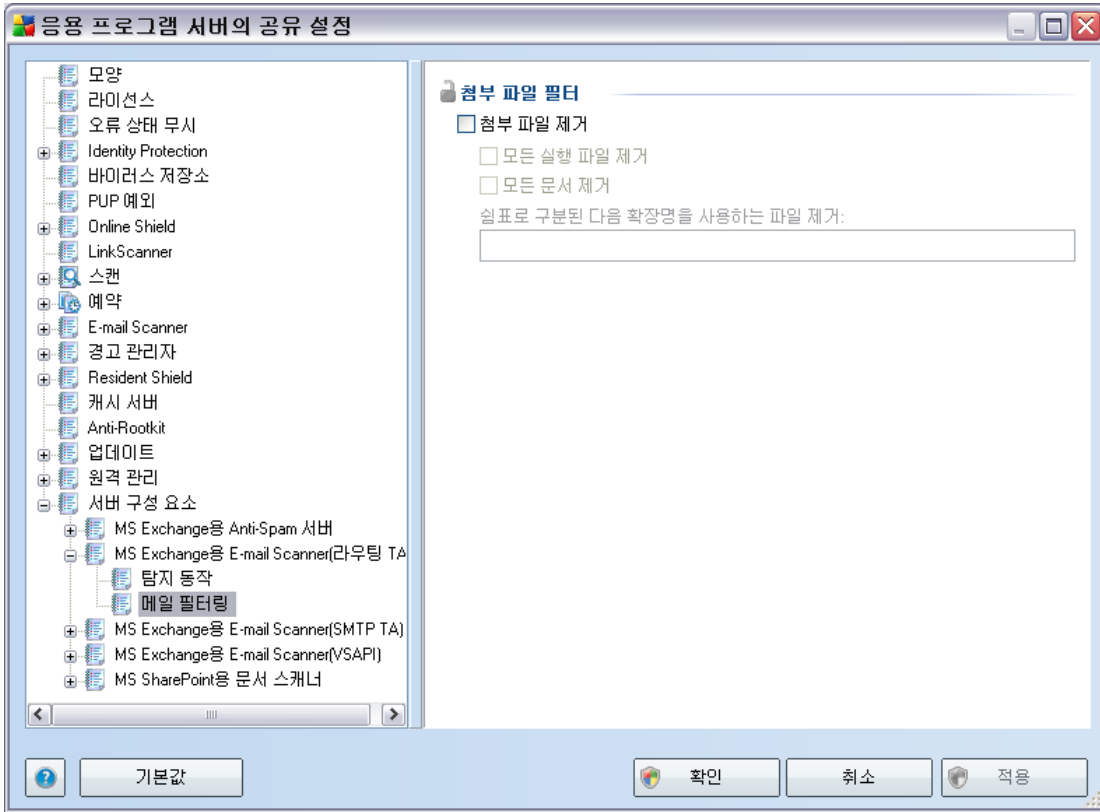 응용 프로그램 서버의 공유 설정
모양
라이선스
오류 상태 무시
Identity Protection
바이러스 저장소
PUP 예외
Online Shield
LinkScanner
스캔
예약
E-mail Scanner
경고 관리자
Resident Shield
캐시 서버
Anti-Rootkit
업데이트
원격 관리
서버 구성 요소
MS Exchange용 Anti-Spam 서버
MS Exchange용 E-mail Scanner(라우팅 TA
탐지 동작
메일 필터링
MS Exchange용 E-mail Scanner(SMTP TA)
MS Exchange용 E-mail Scanner(VSAPI)
MS SharePoint용 문서 스캐너
첨부 파일 필터
첨부 파일 제거
모든 실행 파일 제거
모든 문서 제거
쉼표로 구분된 다음 확장명을 사용하는 파일 제거:
기본값
확인
취소
적용